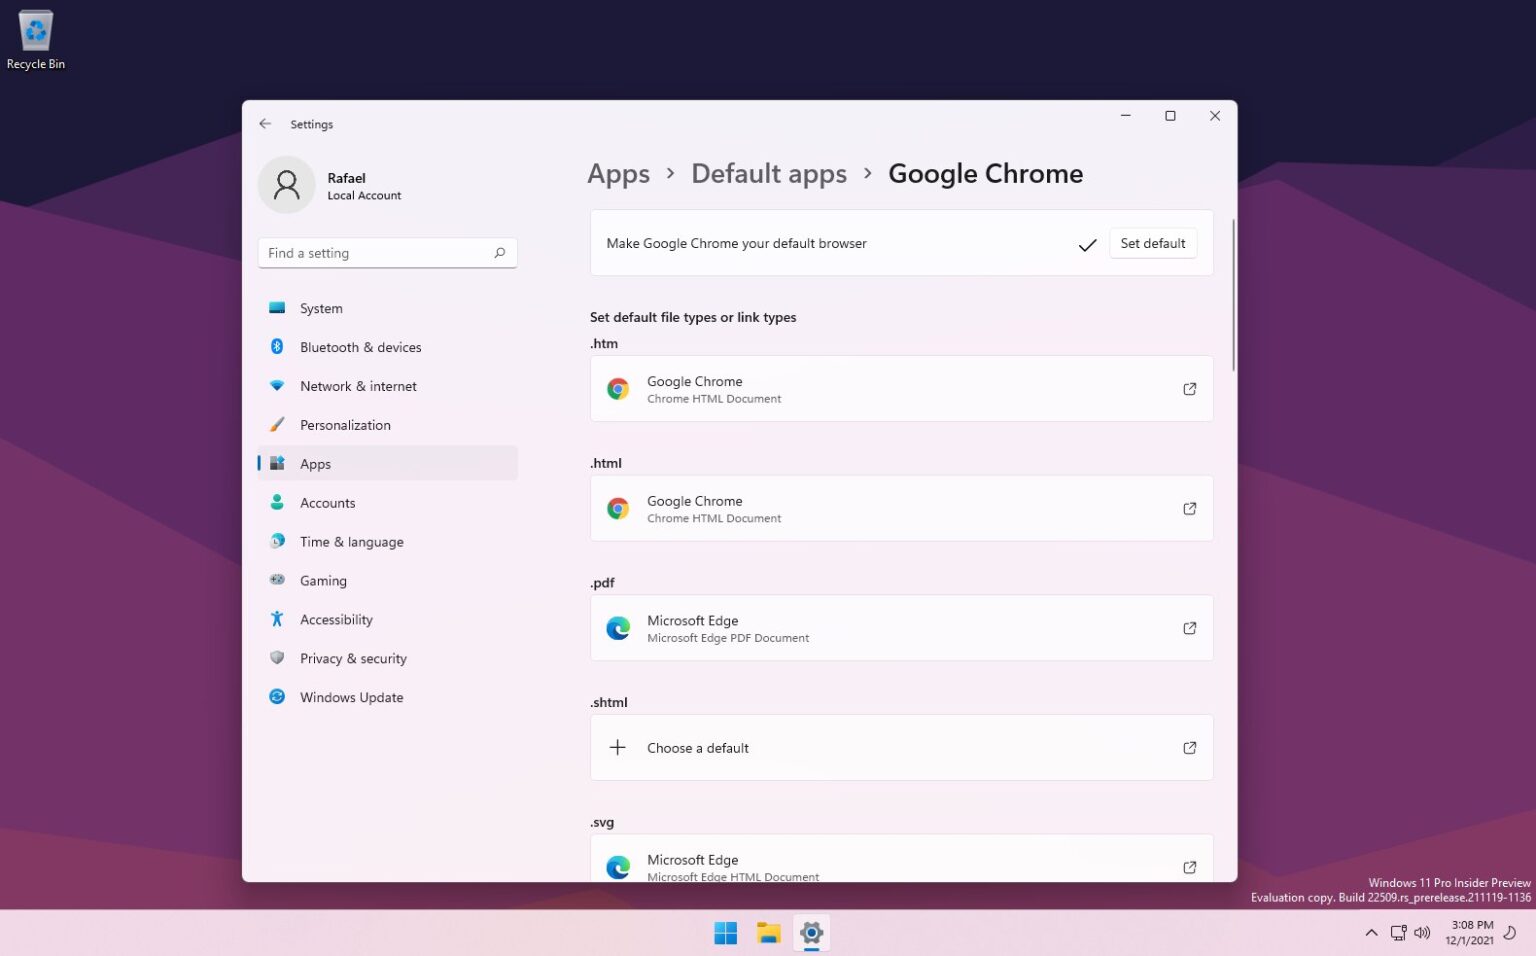 Recycle Bin
Settings
Rafael
Local Account
Find a setting
System
Bluetooth & devices
Network & internet
Personalization
Apps
Accounts
Time & language
Gaming
Accessibility
Privacy & security
Windows Update
Apps > Default apps > Google Chrome
Make Google Chrome your default browser
Set default
Set default file types or link types
.htm
Google Chrome
Chrome HTML Document
.html
Google Chrome
Chrome HTML Document
.pdf
Microsoft Edge
Microsoft Edge PDF Document
.shtml
Choose a default
.svg
Microsoft Edge
Microsoft Edge HTML Document
Windows 11 Pro Insider Preview
Evaluation copy. Build 22509.rs_prerelease.211119-1136
3:08 PM
12/1/2021